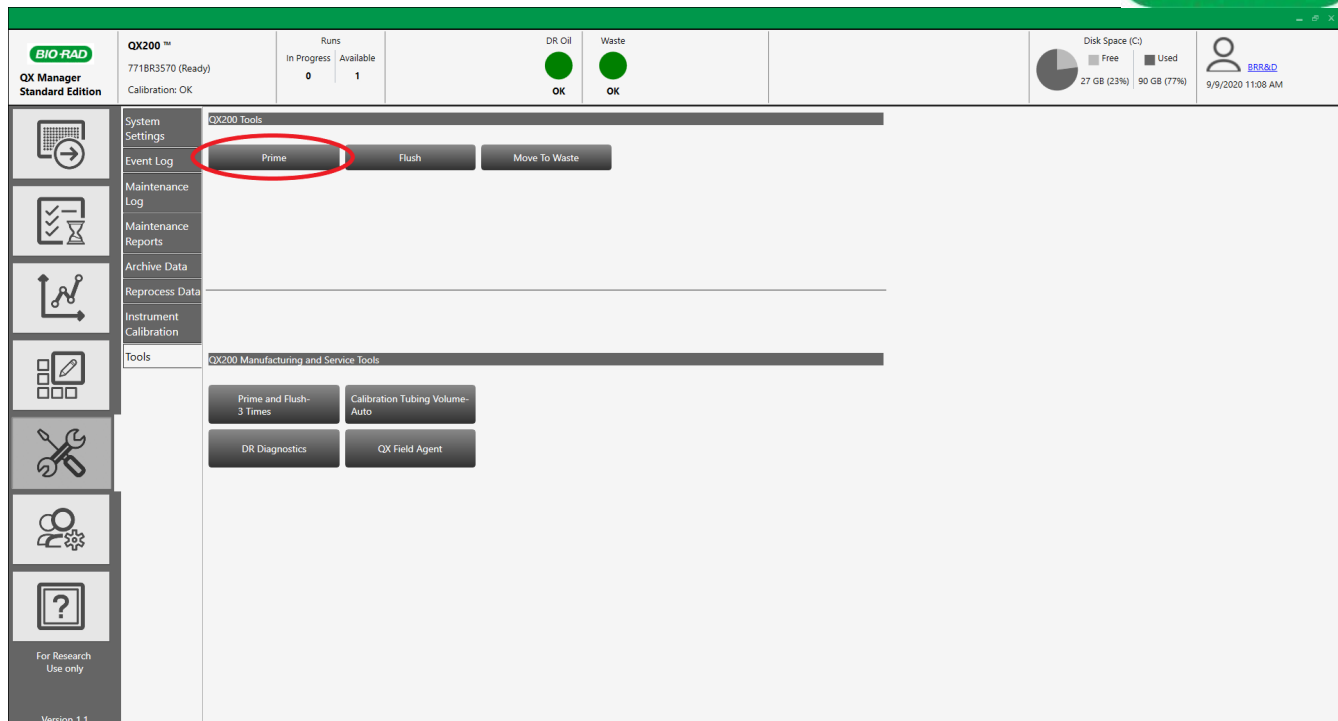 BIO-RAD
QX Manager
Standard Edition
QX200 ™
771BR3570 (Ready)
Calibration: OK
Runs
In Progress Available
0 1
DR Oil
OK
Waste
OK
Disk Space (C:)
Free Used
27 GB (23%) 90 GB (77%)
BRR&D
9/9/2020 11:08 AM
System
Settings
Event Log
Maintenance
Log
Maintenance
Reports
Archive Data
Reprocess Data
Instrument
Calibration
Tools
QX200 Tools
Prime Flush Move To Waste
QX200 Manufacturing and Service Tools
Prime and Flush-
3 Times
Calibration Tubing Volume-
Auto
DR Diagnostics QX Field Agent
?
For Research
Use only
Version 1.1